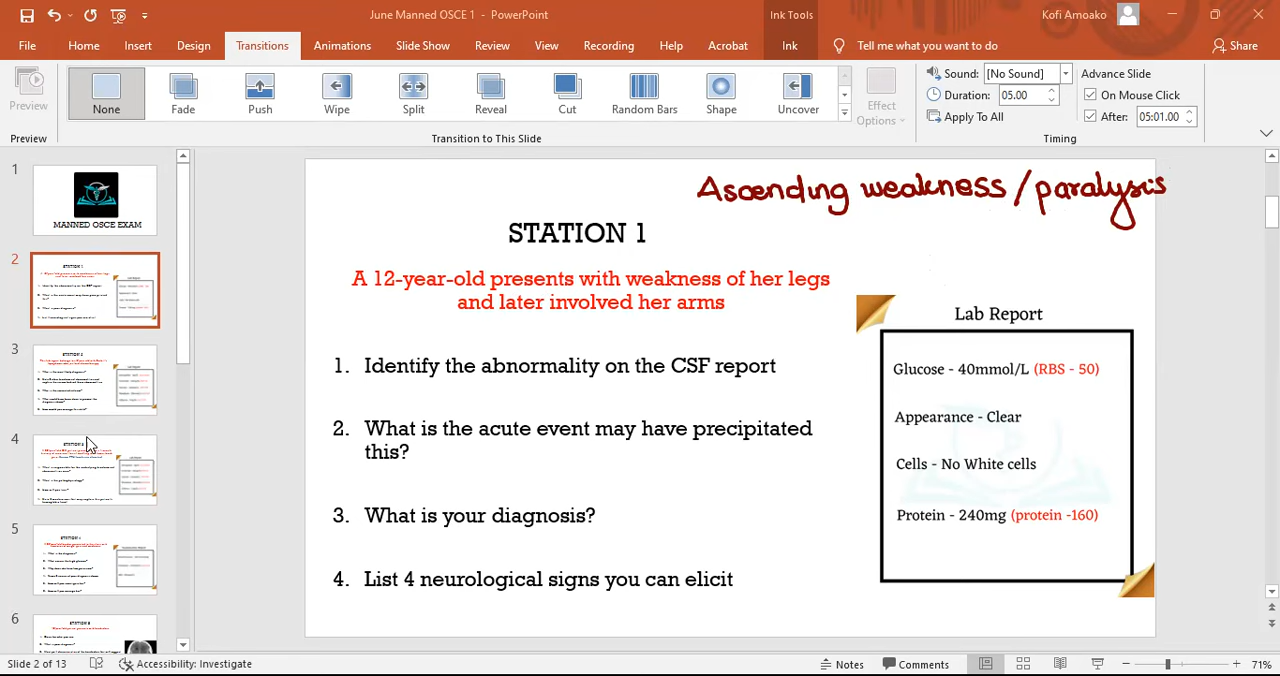 June Manned OSCE 1 - PowerPoint
Ink Tools
Kofi Amoako
File Home Insert Design Transitions Animations Slide Show Review View Recording Help Acrobat Ink Tell me what you want to do Share
Preview
None Fade Push Wipe Split Reveal Cut Random Bars Shape Uncover
Effect
Options
Sound: [No Sound]
Duration: 05.00
Apply To All
Advance Slide
On Mouse Click
After: 05:01.00
Preview
Transition to This Slide
Timing
1
MANNED OSCE EXAM
2
3
4
5
6
Ascending weakness/paralysis
STATION 1
A 12-year-old presents with weakness of her legs
and later involved her arms
1. Identify the abnormality on the CSF report
2. What is the acute event may have precipitated
this?
3. What is your diagnosis?
4. List 4 neurological signs you can elicit
Lab Report
Glucose - 40mmol/L (RBS - 50)
Appearance - Clear
Cells - No White cells
Protein - 240mg (protein -160)
Slide 2 of 13
Accessibility: Investigate
Notes
Comments
71%